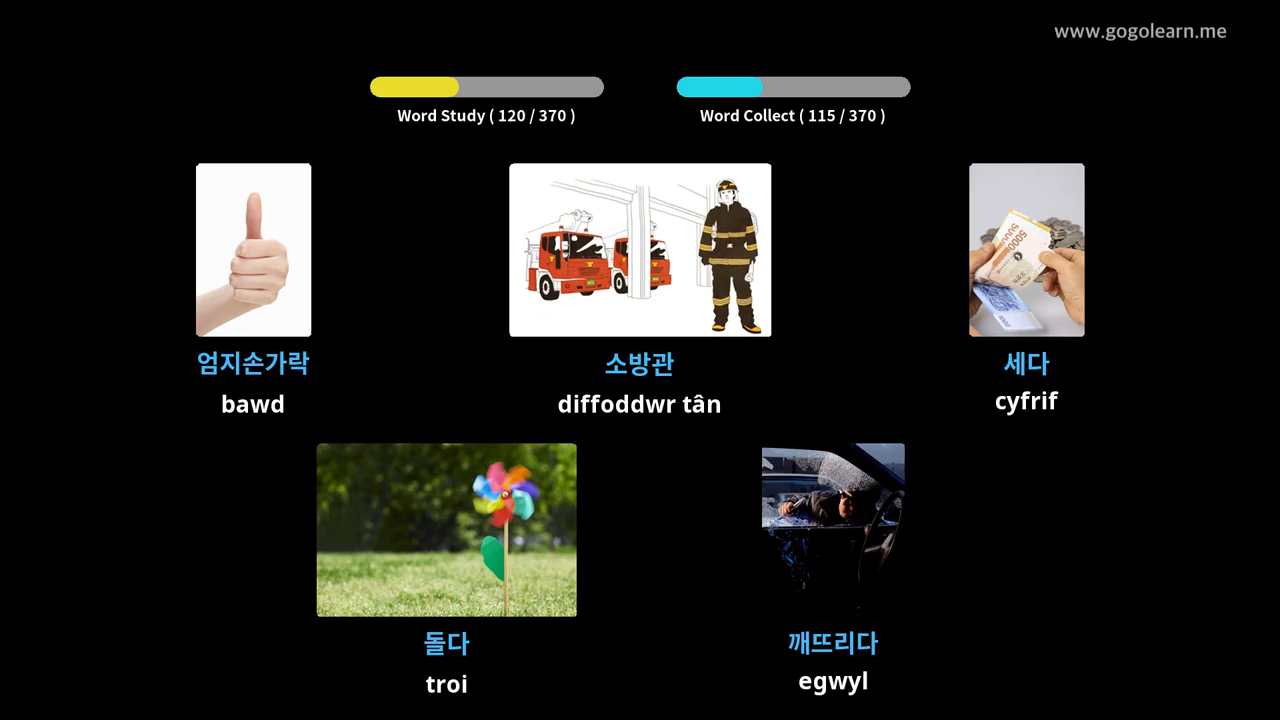 www.gogolearn.me
Word Study ( 120 / 370 )
Word Collect ( 115 / 370 )
엄지손가락
bawd
소방관
diffoddwr tân
세다
cyfrif
돌다
troi
깨뜨리다
egwyl